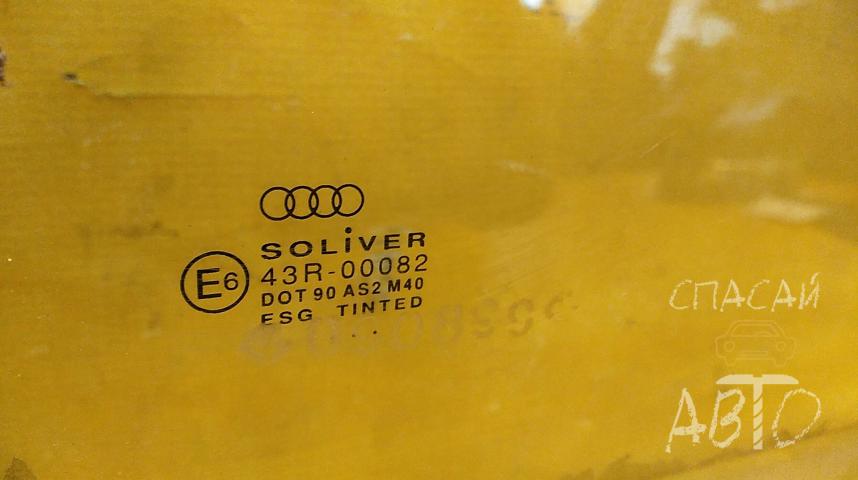 SOLiVER
E6
43R-00082
DOT 90 AS2 M40
ESG TINTED
. .
СПАСАЙ
АВТО